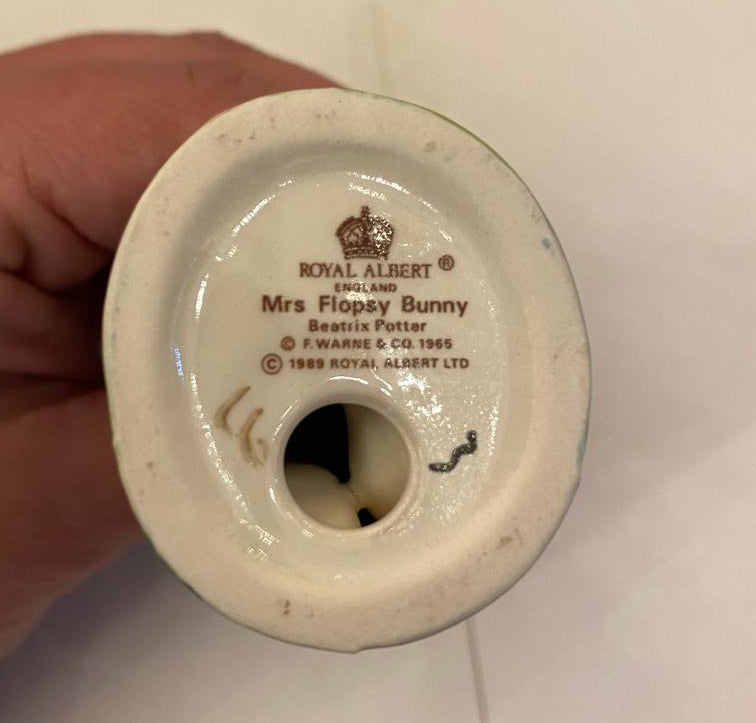 ROYAL ALBERT ®
ENGLAND
Mrs Flopsy Bunny
Beatrix Potter
© F. WARNE & CO. 1965
© 1989 ROYAL ALBERT LTD